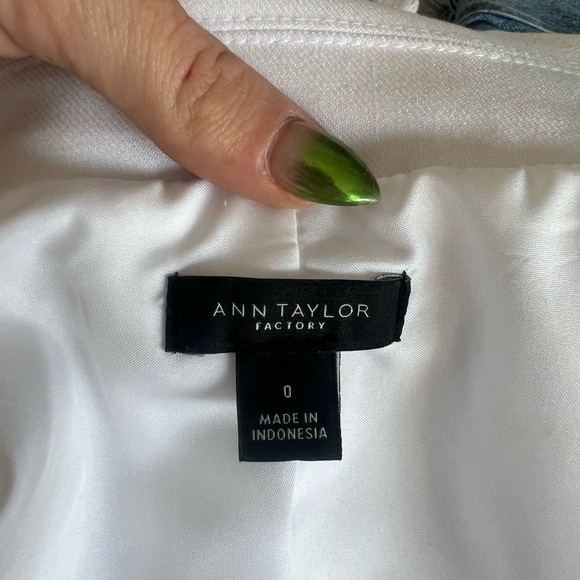 ANN TAYLOR
FACTORY
0
MADE IN
INDONESIA